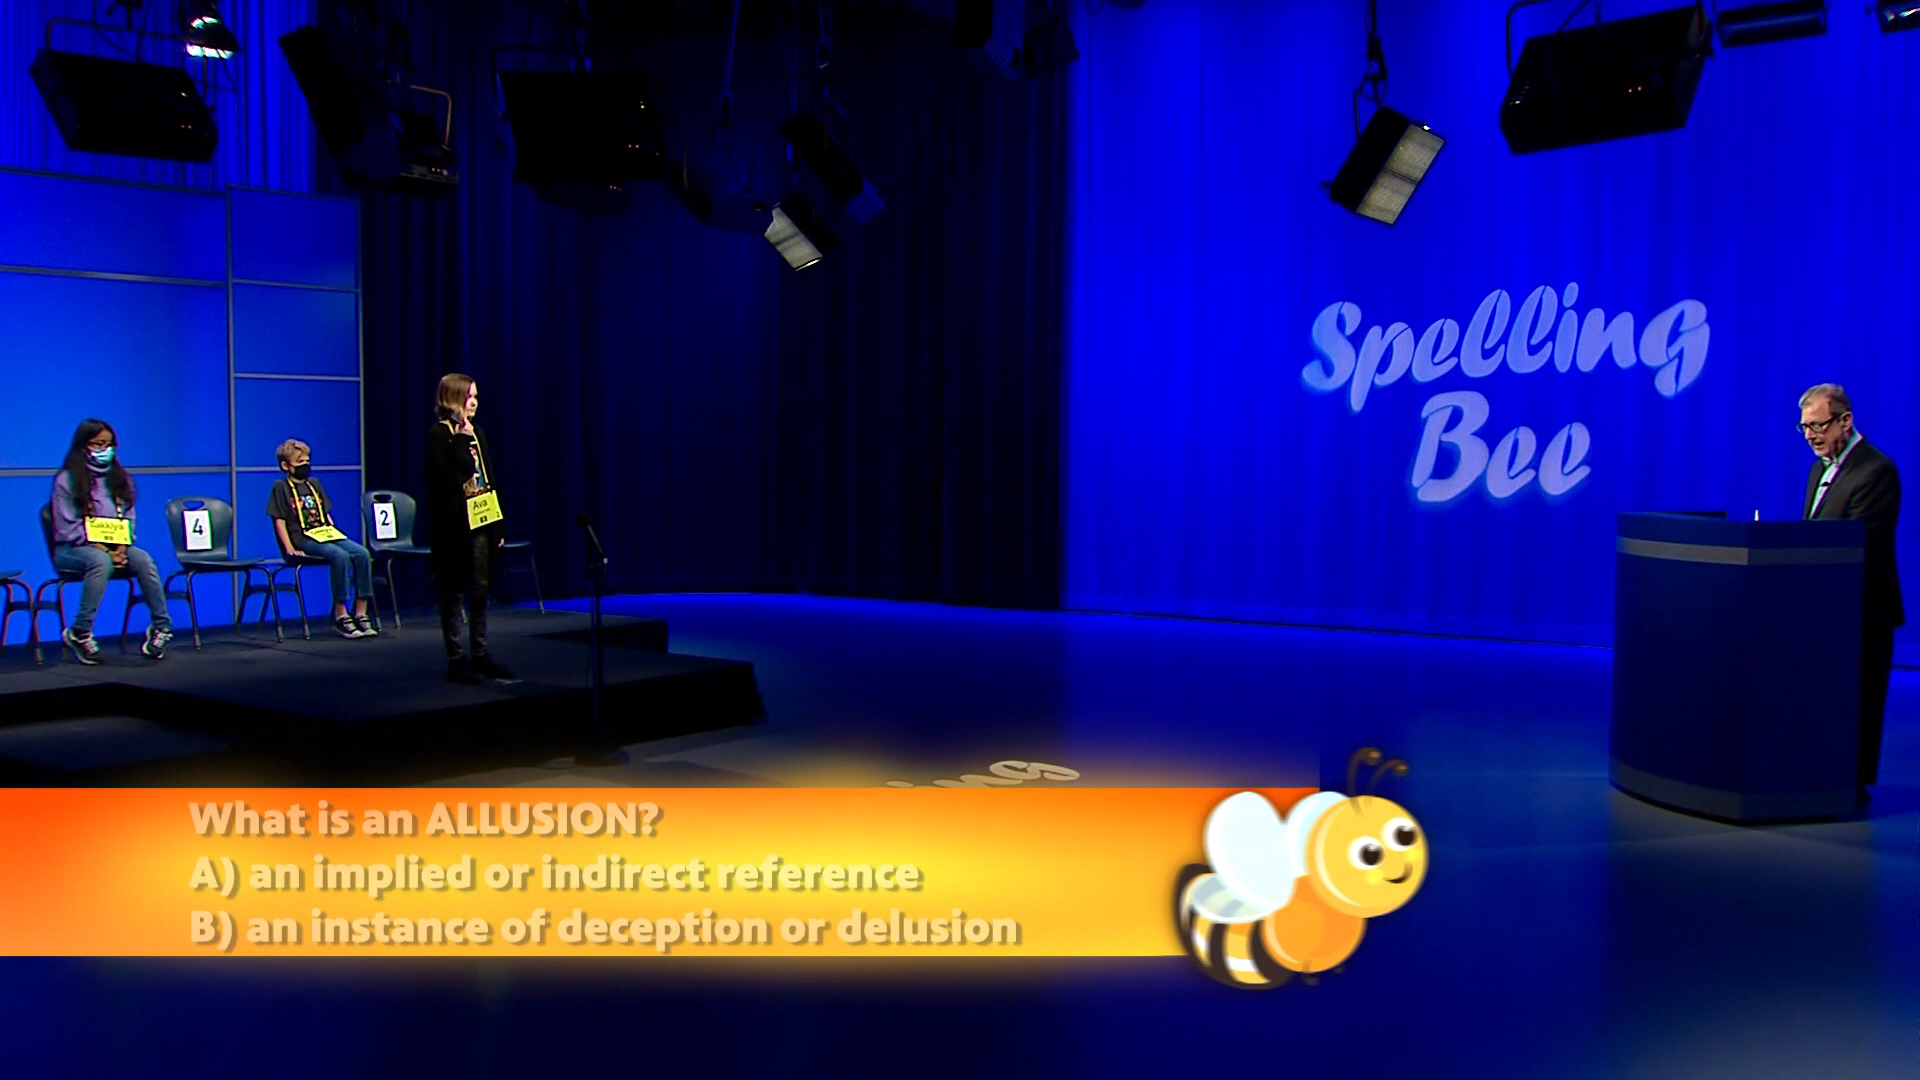 Spelling
Bee
4
2
Ava
What is an ALLUSION?
A) an implied or indirect reference
B) an instance of deception or delusion